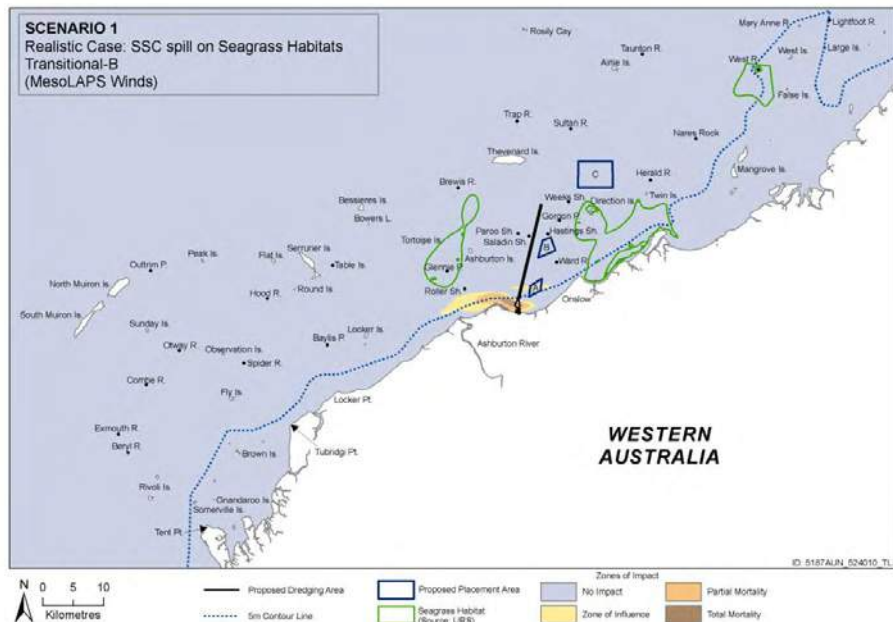 SCENARIO 1
Realistic Case: SSC spill on Seagrass Habitats
Transitional-B
(MesoLAPS Winds)
Rosily Cay
Mary Anne R.
Lightfoot R.
Taunton R.
Airlie Is.
West R.
West Is.
Large Is.
False Is.
Trap R.
Sultan R.
Nares Rock
Thevenard Is.
Mangrove Is.
C
Herald R.
Brewis R.
Twin Is.
Bessieres Is.
Weeks Sh.
Direction Is.
Bowers L.
Gorgon P.
Paroo Sh.
Hastings Sh.
Tortoise Is.
Saladin Sh.
B
Serrurier Is.
Ashburton Is.
Peak Is.
Flat Is.
Table Is.
Glennie P.
Ward R.
Outtrim P.
North Muiron Is.
Round Is.
Roller Sh.
A
Hood R.
Onslow
South Muiron Is.
Sunday Is.
Locker Is.
Baylis R.
Ashburton River
Otway R.
Observation Is.
Spider R.
Combe R.
Fly Is.
Locker Pt.
Exmouth R.
WESTERN
AUSTRALIA
Beryl R.
Brown Is.
Tubridgi Pt.
Rivoli Is.
Onandaroo Is.
Somerville Is.
Tent Pt
ID: 5187AUN_524010_TL
N
0 5 10
Kilometres
Proposed Dredging Area
5m Contour Line
Proposed Placement Area
Seagrass Habitat
(Source: URS)
Zones of Impact
No Impact
Partial Mortality
Zone of Influence
Total Mortality